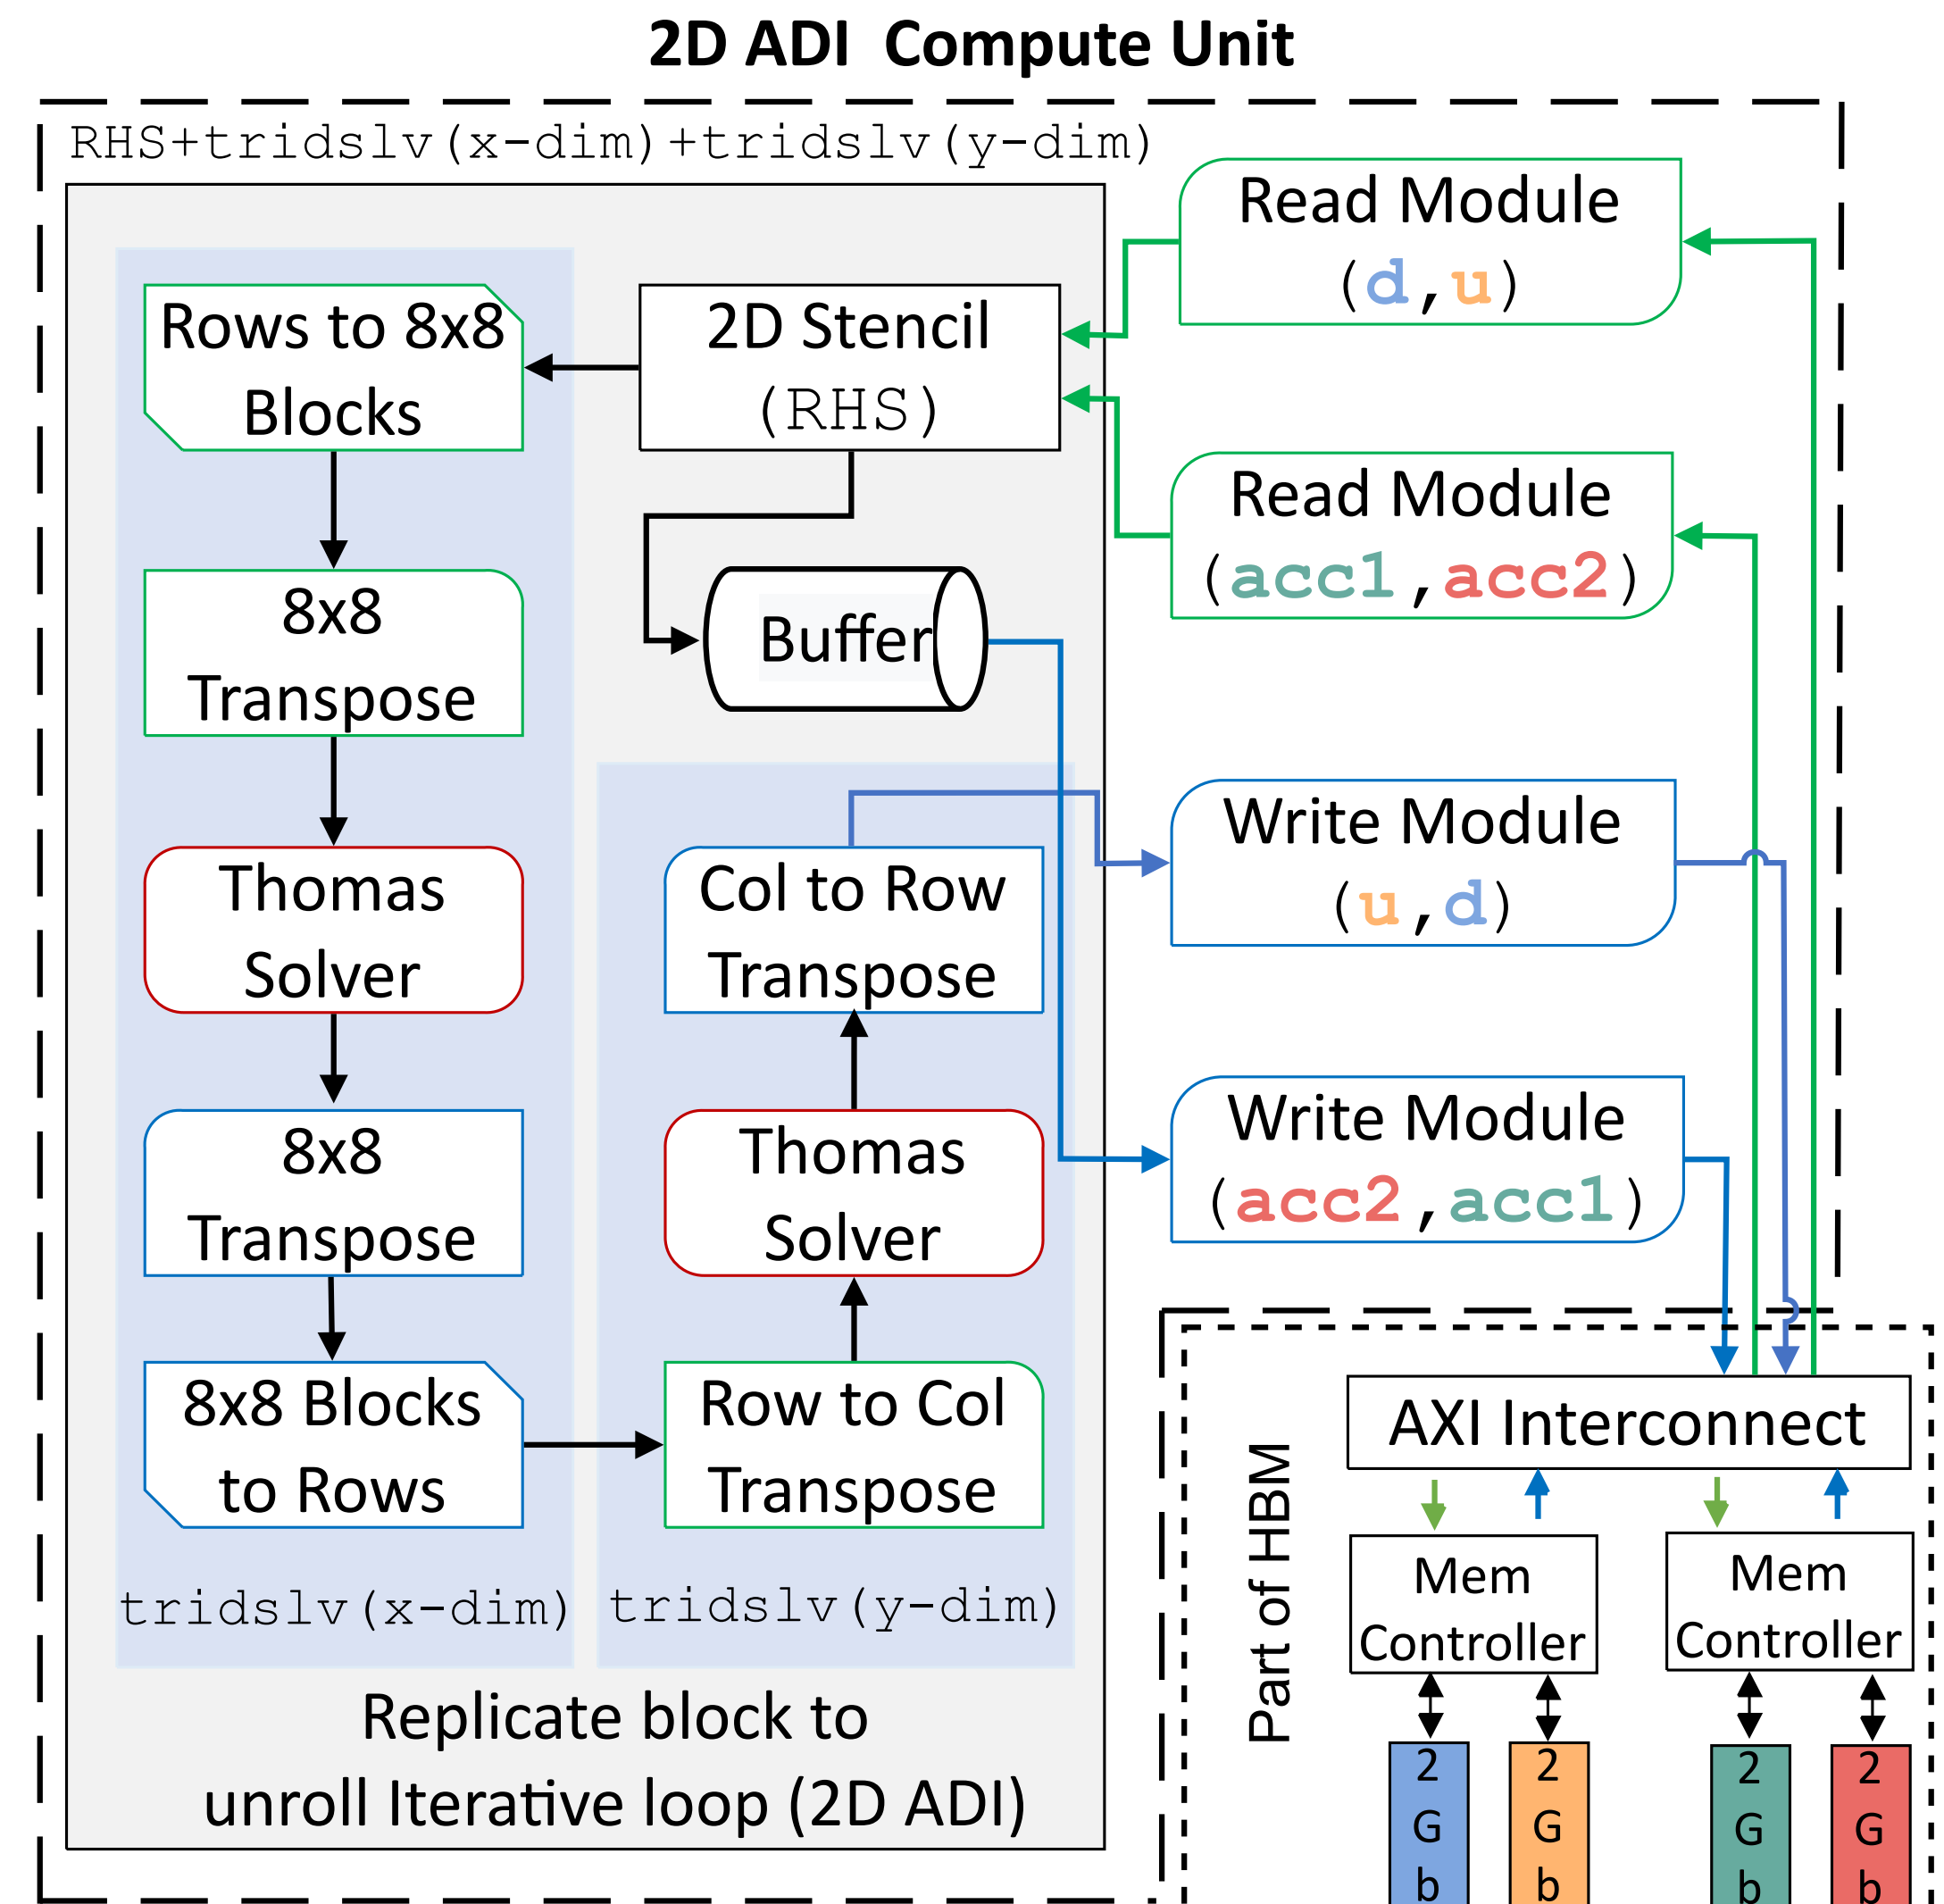 2D ADI Compute Unit
RHS+tridslv(x-dim)+tridslv(y-dim)
Rows to 8x8
Blocks
8x8
Transpose
Thomas
Solver
8x8
Transpose
8x8 Blocks
to Rows
tridslv(x-dim)
2D Stencil
(RHS)
Buffer
Col to Row
Transpose
Thomas
Solver
Row to Col
Transpose
tridslv(y-dim)
Replicate block to
unroll Iterative loop (2D ADI)
Read Module
(d,u)
Read Module
(acc1,acc2)
Write Module
(u,d)
Write Module
(acc2,acc1)
Part of HBM
AXI Interconnect
Mem
Controller
Mem
Controller
2
G
b
2
G
b
2
G
b
2
G
b